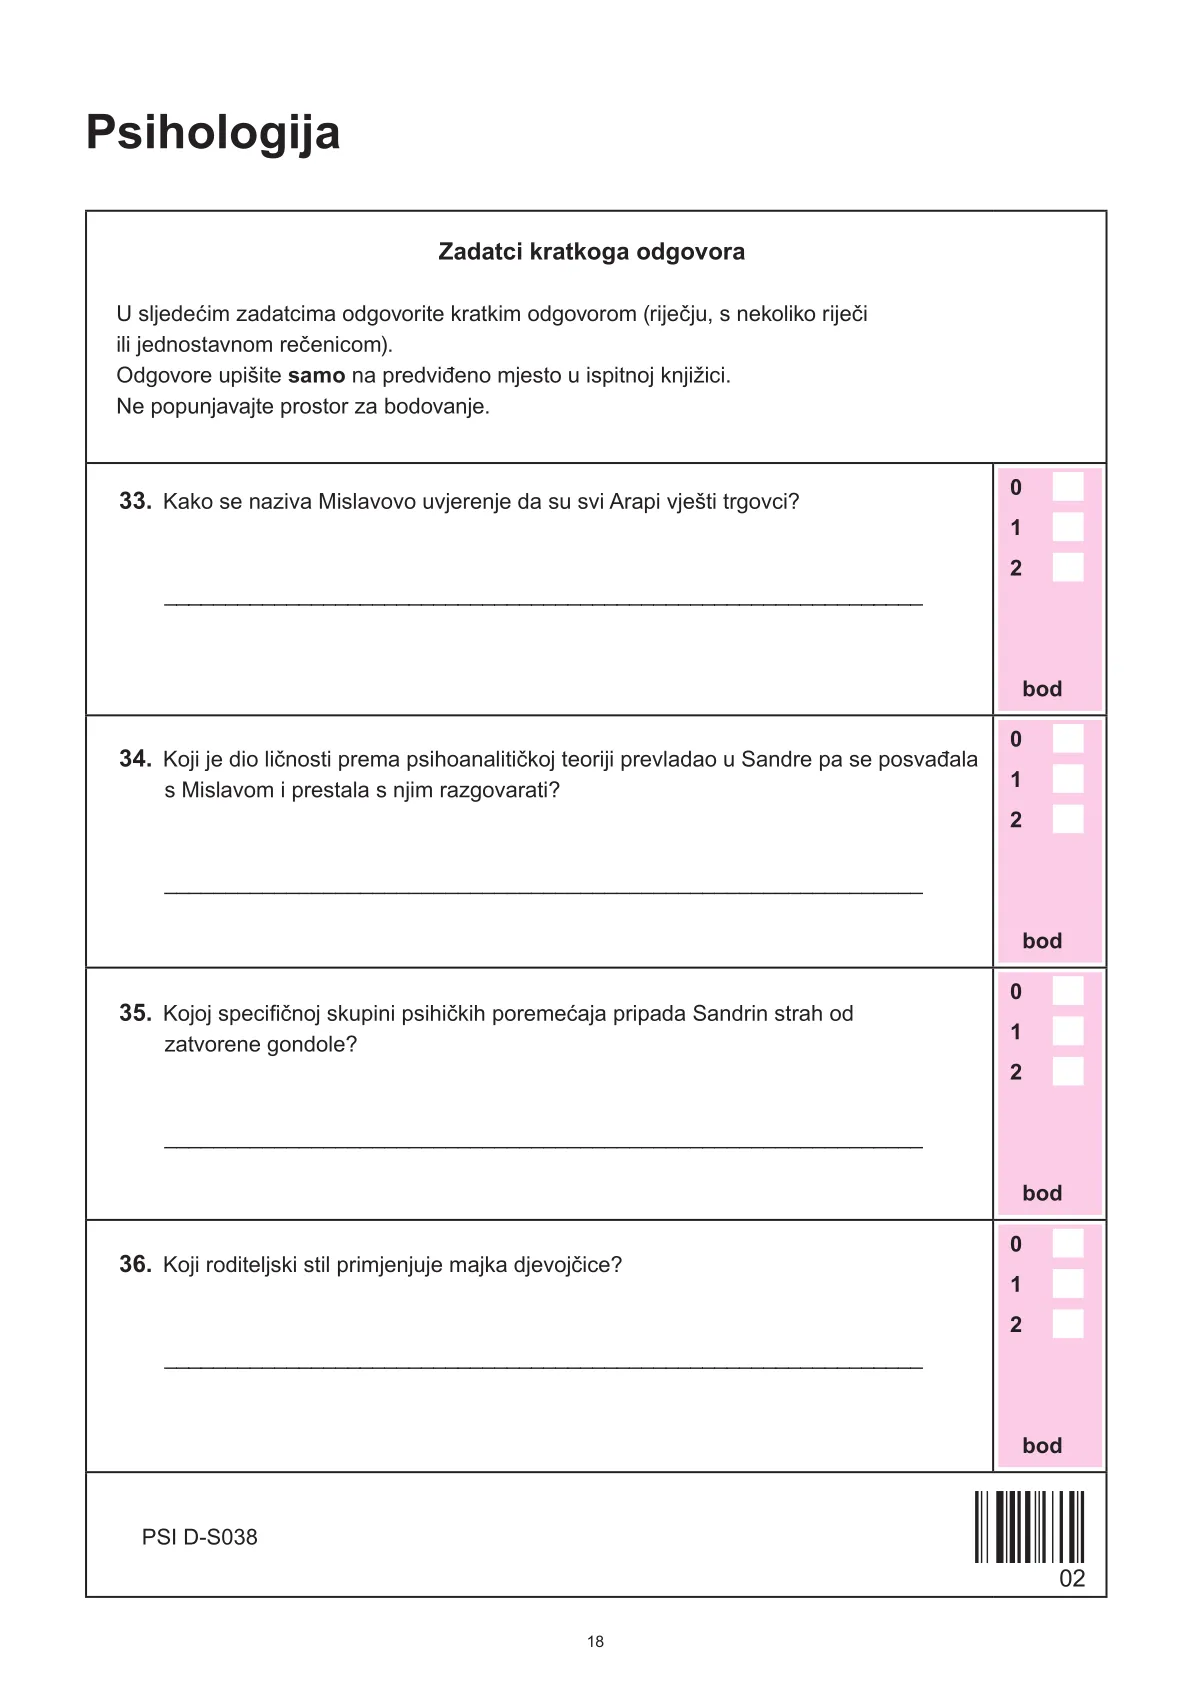 Psihologija
Zadatci kratkoga odgovora
U sljedećim zadatcima odgovorite kratkim odgovorom (riječju, s nekoliko riječi
ili jednostavnom rečenicom).
Odgovore upišite samo na predviđeno mjesto u ispitnoj knjižici.
Ne popunjavajte prostor za bodovanje.
33. Kako se naziva Mislavovo uvjerenje da su svi Arapi vješti trgovci?
0
1
2
bod
34. Koji je dio ličnosti prema psihoanalitičkoj teoriji prevladao u Sandre pa se posvađala
s Mislavom i prestala s njim razgovarati?
0
1
2
bod
35. Kojoj specifičnoj skupini psihičkih poremećaja pripada Sandrin strah od
zatvorene gondole?
0
1
2
bod
36. Koji roditeljski stil primjenjuje majka djevojčice?
0
1
2
bod
PSI D-S038
02
18